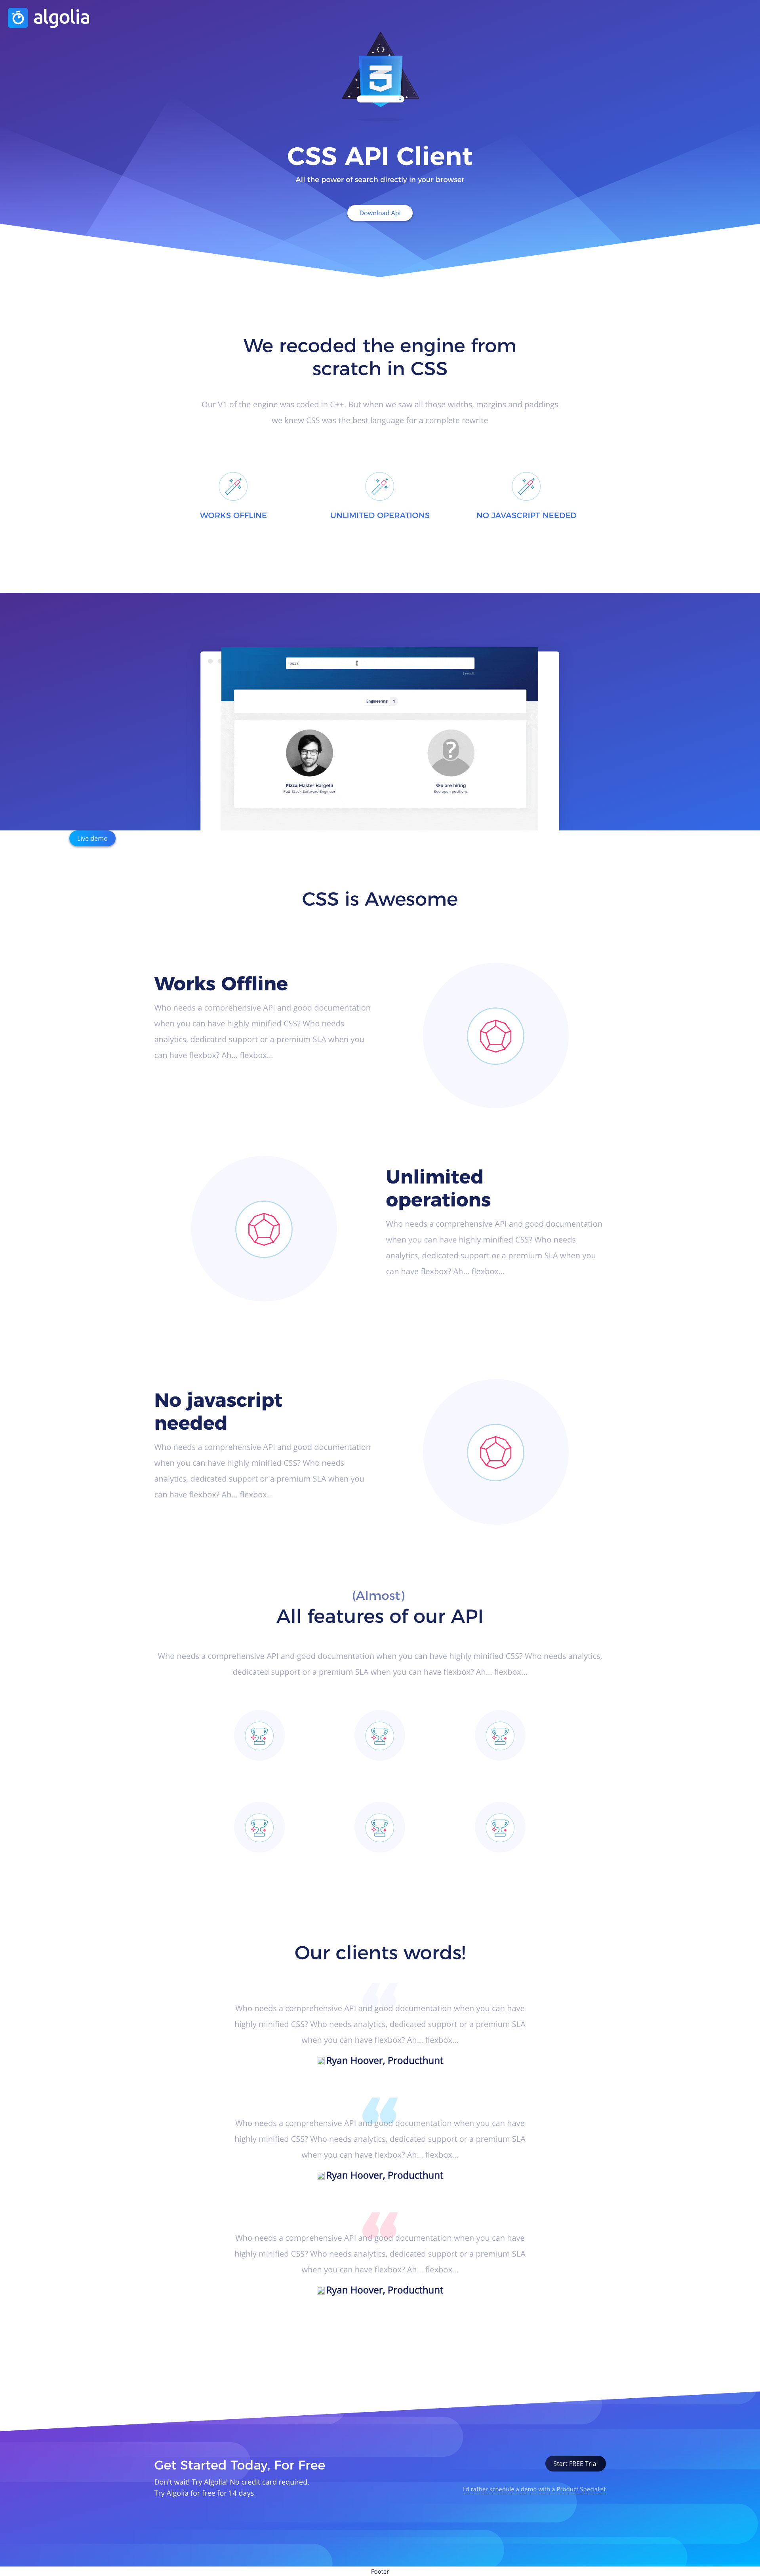 algolia
CSS API Client
All the power of search directly in your browser
Download Api
We recoded the engine from
scratch in CSS
Our V1 of the engine was coded in C++. But when we saw all those widths, margins and paddings
we knew CSS was the best language for a complete rewrite
WORKS OFFLINE
UNLIMITED OPERATIONS
NO JAVASCRIPT NEEDED
Engineering 1
Pizza Master Bargelli
Full-Stack Software Engineer
We are hiring
See open positions
Live demo
CSS is Awesome
Works Offline
Who needs a comprehensive API and good documentation
when you can have highly minified CSS? Who needs
analytics, dedicated support or a premium SLA when you
can have flexbox? Ah... flexbox...
Unlimited
operations
Who needs a comprehensive API and good documentation
when you can have highly minified CSS? Who needs
analytics, dedicated support or a premium SLA when you
can have flexbox? Ah... flexbox...
No javascript
needed
Who needs a comprehensive API and good documentation
when you can have highly minified CSS? Who needs
analytics, dedicated support or a premium SLA when you
can have flexbox? Ah... flexbox...
(Almost)
All features of our API
Who needs a comprehensive API and good documentation when you can have highly minified CSS? Who needs analytics,
dedicated support or a premium SLA when you can have flexbox? Ah... flexbox...
Our clients words!
Who needs a comprehensive API and good documentation when you can have
highly minified CSS? Who needs analytics, dedicated support or a premium SLA
when you can have flexbox? Ah... flexbox...
Ryan Hoover, Producthunt
Who needs a comprehensive API and good documentation when you can have
highly minified CSS? Who needs analytics, dedicated support or a premium SLA
when you can have flexbox? Ah... flexbox...
Ryan Hoover, Producthunt
Who needs a comprehensive API and good documentation when you can have
highly minified CSS? Who needs analytics, dedicated support or a premium SLA
when you can have flexbox? Ah... flexbox...
Ryan Hoover, Producthunt
Get Started Today, For Free
Don't wait! Try Algolia! No credit card required.
Try Algolia for free for 14 days.
Start FREE Trial
I'd rather schedule a demo with a Product Specialist
Footer